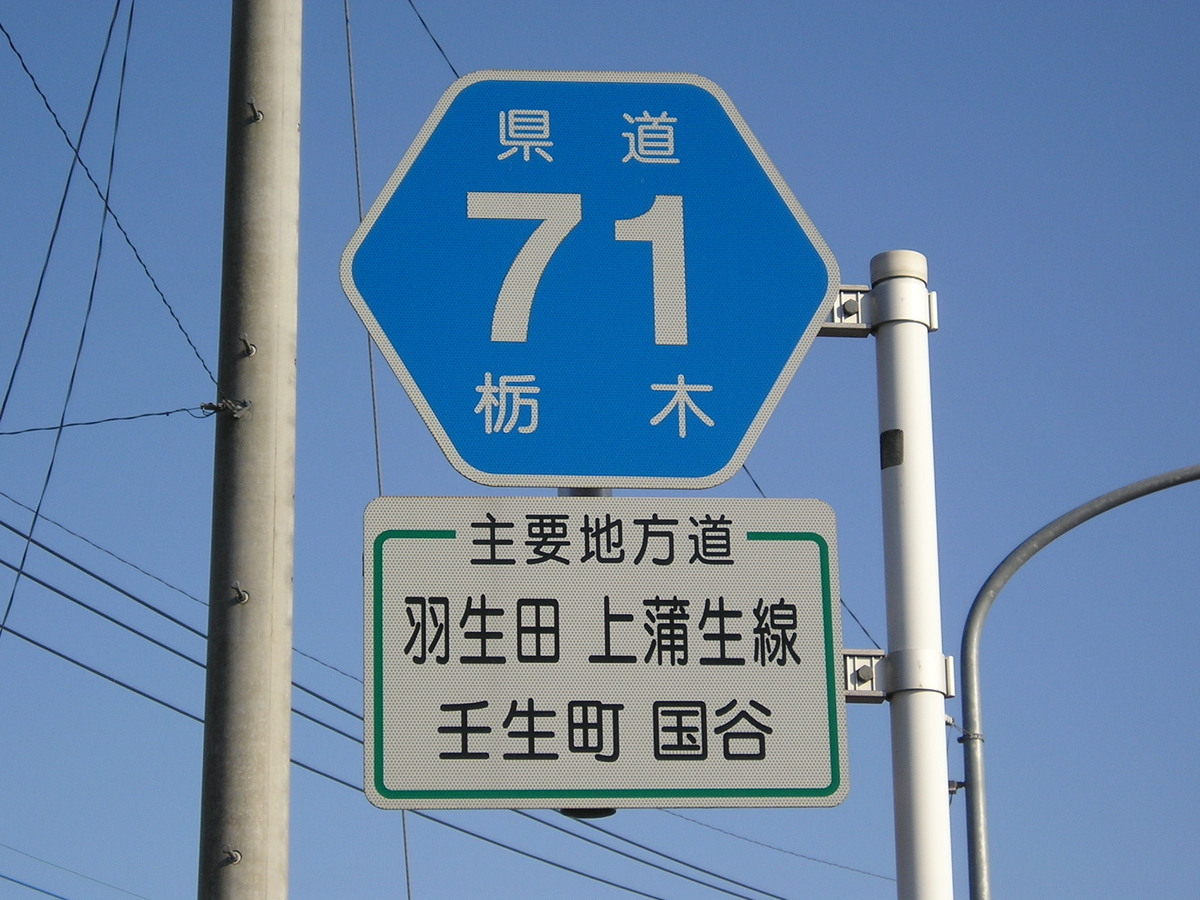 県道
71
栃木
主要地方道
羽生田 上蒲生線
壬生町 国谷